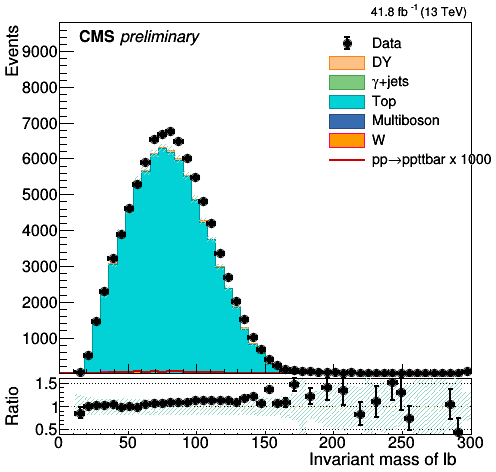 41.8 fb⁻¹ (13 TeV)
CMS preliminary
Events
9000
8000
7000
6000
5000
4000
3000
2000
1000
Data
DY
γ+jets
Top
Multiboson
W
pp→ppttbar x 1000
Ratio
1.5
1
0.5
0 50 100 150 200 250 300
Invariant mass of lb